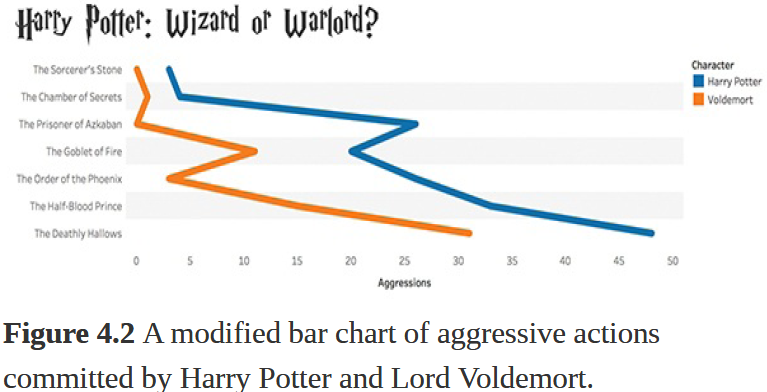 Harry Potter: Wizard or Warlord?
Character
Harry Potter
Voldemort
The Sorcerer's Stone
The Chamber of Secrets
The Prisoner of Azkaban
The Goblet of Fire
The Order of the Phoenix
The Half-Blood Prince
The Deathly Hallows
0 5 10 15 20 25 30 35 40 45 50
Aggressions
Figure 4.2 A modified bar chart of aggressive actions
committed by Harry Potter and Lord Voldemort.